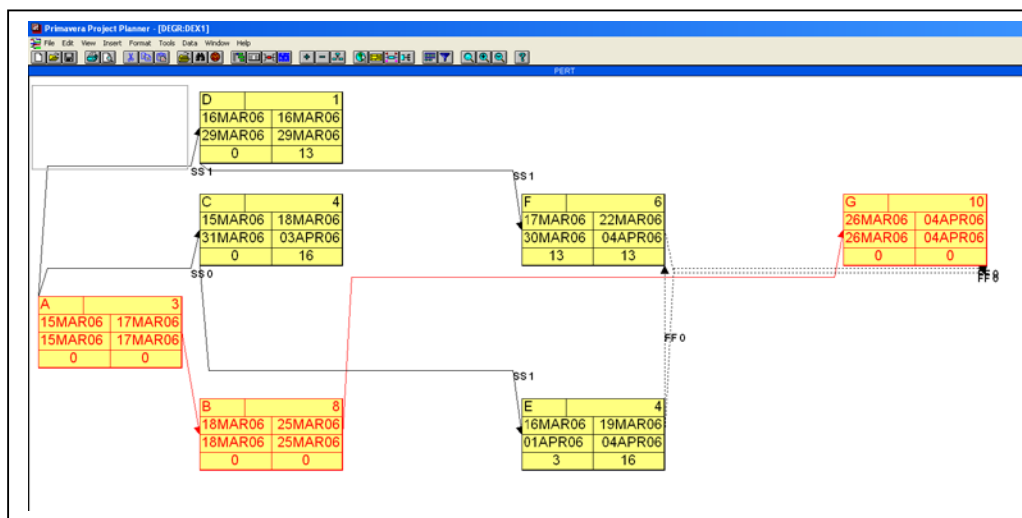 Primavera Project Planner - [DEGR:DEX1]
File Edit View Insert Format Tools Data Window Help
PERT
D 1
16MAR06 16MAR06
29MAR06 29MAR06
0 13
SS 1
SS 1
C 4
15MAR06 18MAR06
31MAR06 03APR06
0 16
SS 0
F 6
17MAR06 22MAR06
30MAR06 04APR06
13 13
G 10
26MAR06 04APR06
26MAR06 04APR06
0 0
FF 0
A 3
15MAR06 17MAR06
15MAR06 17MAR06
0 0
FF 0
SS 1
B 8
18MAR06 25MAR06
18MAR06 25MAR06
0 0
E 4
16MAR06 19MAR06
01APR06 04APR06
3 16